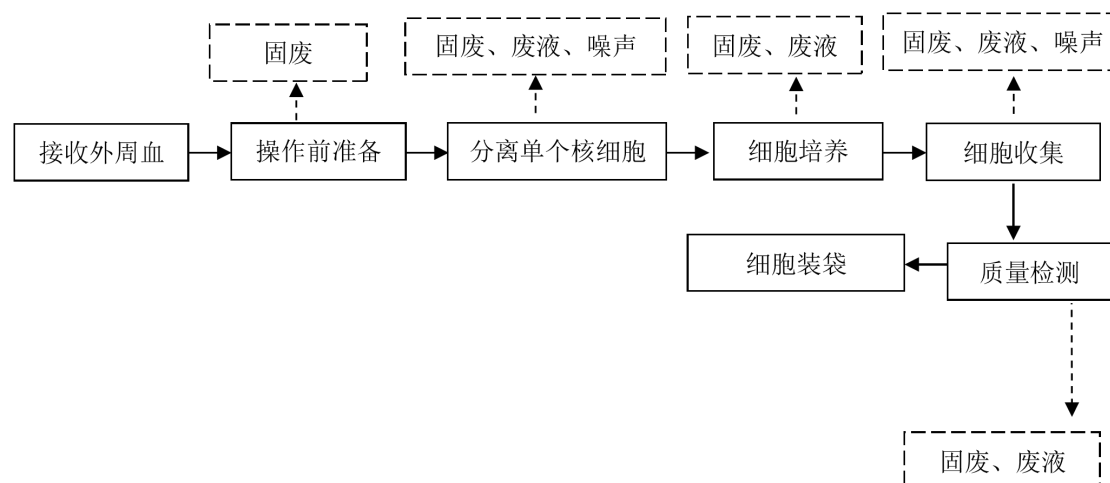 固废
固废、废液、噪声
固废、废液
固废、废液、噪声
接收外周血
操作前准备
分离单个核细胞
细胞培养
细胞收集
细胞装袋
质量检测
固废、废液